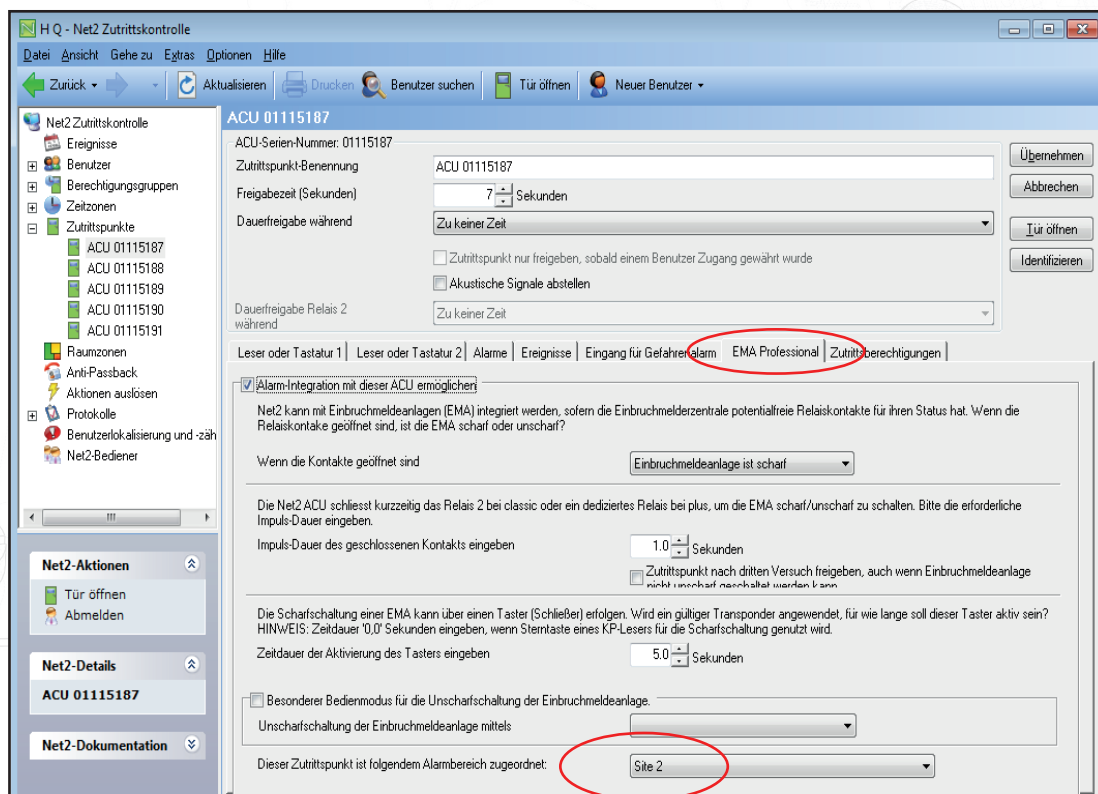 H Q - Net2 Zutrittskontrolle
Datei Ansicht Gehe zu Extras Optionen Hilfe
Zurück Aktualisieren Drucken Benutzer suchen Tür öffnen Neuer Benutzer
Net2 Zutrittskontrolle
Ereignisse
Benutzer
Berechtigungsgruppen
Zeitzonen
Zutrittspunkte
ACU 01115187
ACU 01115188
ACU 01115189
ACU 01115190
ACU 01115191
Raumzonen
Anti-Passback
Aktionen auslösen
Protokolle
Benutzerlokalisierung und -zäh
Net2-Bediener
Net2-Aktionen
Tür öffnen
Abmelden
Net2-Details
ACU 01115187
Net2-Dokumentation
ACU 01115187
ACU-Serien-Nummer: 01115187
Zutrittspunkt-Benennung ACU 01115187
Freigabezeit (Sekunden) 7 Sekunden
Dauerfreigabe während Zu keiner Zeit
Zutrittspunkt nur freigeben, sobald einem Benutzer Zugang gewährt wurde
Akustische Signale abstellen
Dauerfreigabe Relais 2 Zu keiner Zeit
während
Übernehmen
Abbrechen
Tür öffnen
Identifizieren
Leser oder Tastatur 1 Leser oder Tastatur 2 Alarme Ereignisse Eingang für Gefahrenalarm EMA Professional Zutrittsberechtigungen
Alarm-Integration mit dieser ACU ermöglichen
Net2 kann mit Einbruchmeldeanlagen (EMA) integriert werden, sofern die Einbruchmelderzentrale potentialfreie Relaiskontakte für ihren Status hat. Wenn die
Relaiskontake geöffnet sind, ist die EMA scharf oder unscharf?
Wenn die Kontakte geöffnet sind Einbruchmeldeanlage ist scharf
Die Net2 ACU schliesst kurzzeitig das Relais 2 bei classic oder ein dediziertes Relais bei plus, um die EMA scharf/unscharf zu schalten. Bitte die erforderliche
Impuls-Dauer eingeben.
Impuls-Dauer des geschlossenen Kontakts eingeben 1.0 Sekunden
Zutrittspunkt nach dritten Versuch freigeben, auch wenn Einbruchmeldeanlage
nicht unscharf geschaltet werden kann
Die Scharfschaltung einer EMA kann über einen Taster (Schließer) erfolgen. Wird ein gültiger Transponder angewendet, für wie lange soll dieser Taster aktiv sein?
HINWEIS: Zeitdauer '0,0' Sekunden eingeben, wenn Sterntaste eines KP-Lesers für die Scharfschaltung genutzt wird.
Zeitdauer der Aktivierung des Tasters eingeben 5.0 Sekunden
Besonderer Bedienmodus für die Unscharfschaltung der Einbruchmeldeanlage.
Unscharfschaltung der Einbruchmeldeanlage mittels
Dieser Zutrittspunkt ist folgendem Alarmbereich zugeordnet: Site 2